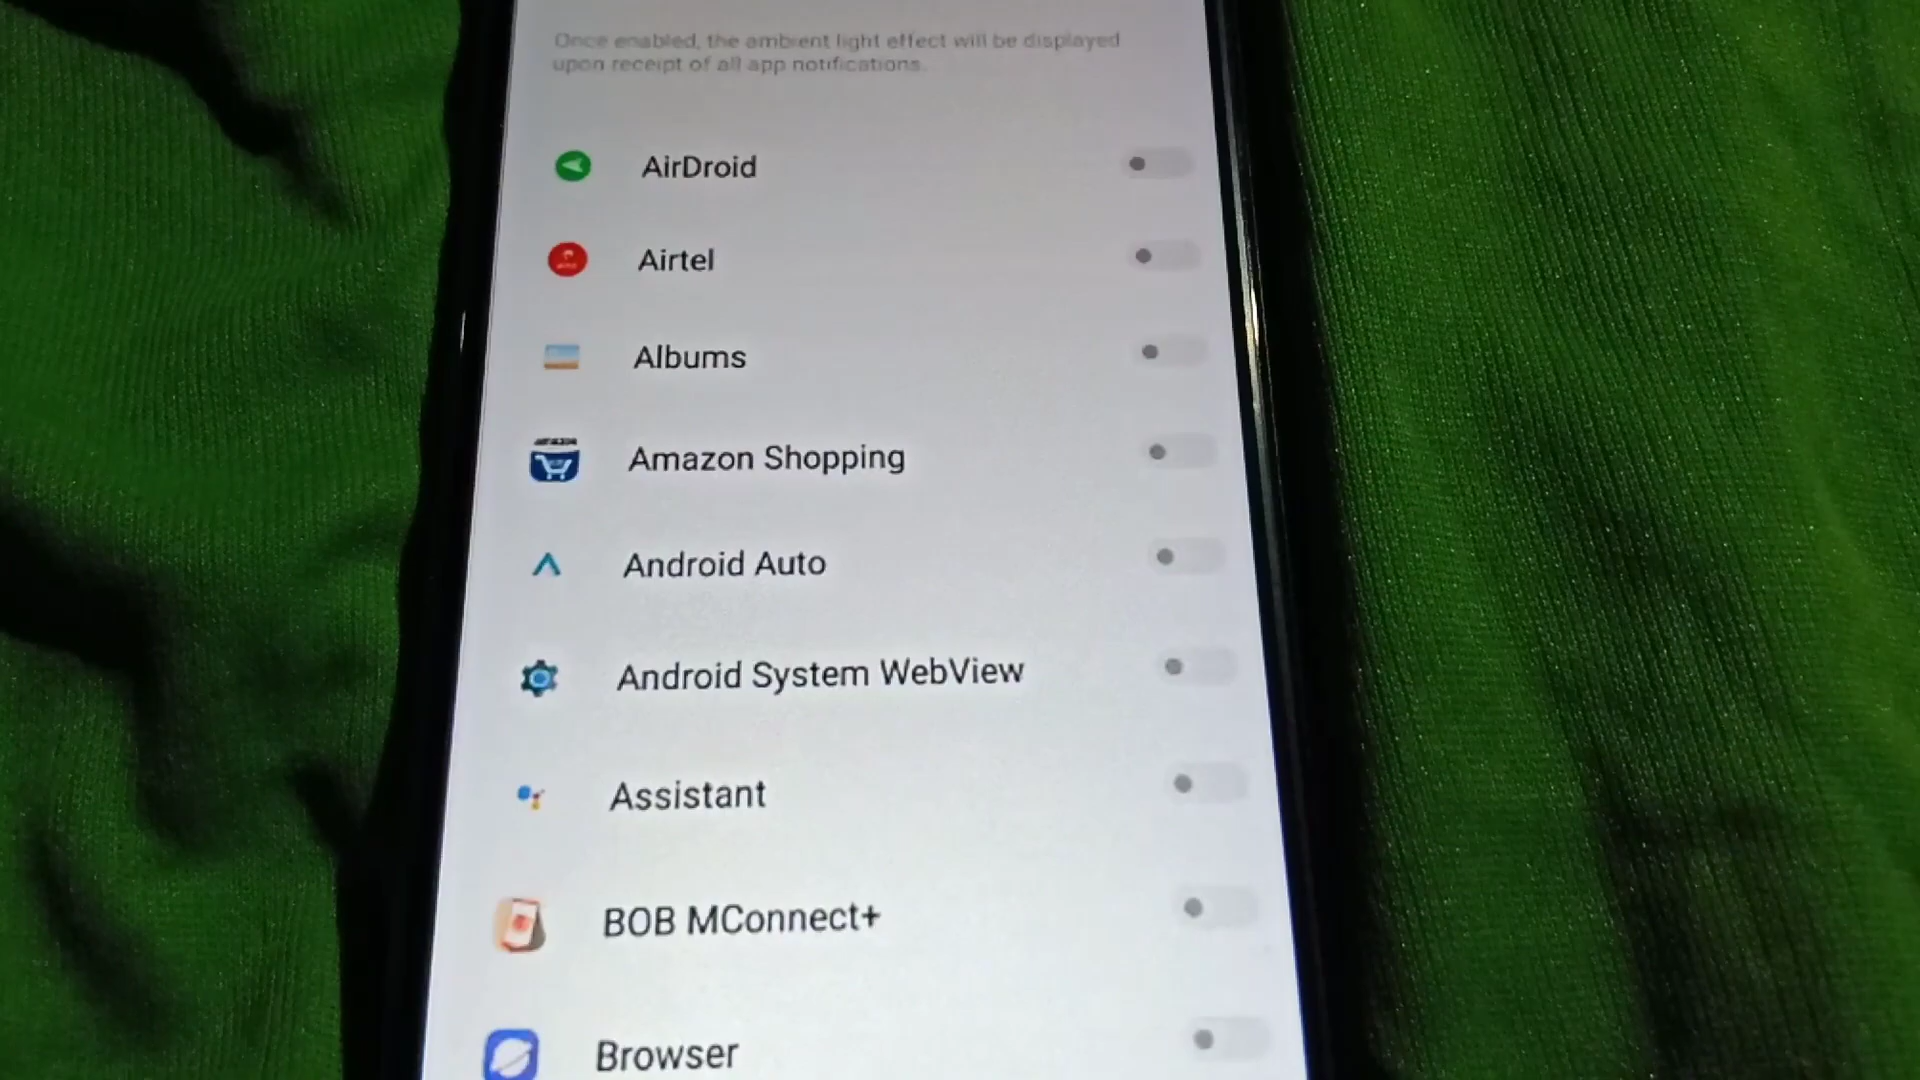 Once enabled, the ambient light effect will be displayed
upon receipt of all app notifications.
AirDroid
Airtel
Albums
Amazon Shopping
Android Auto
Android System WebView
Assistant
BOB MConnect+
Browser